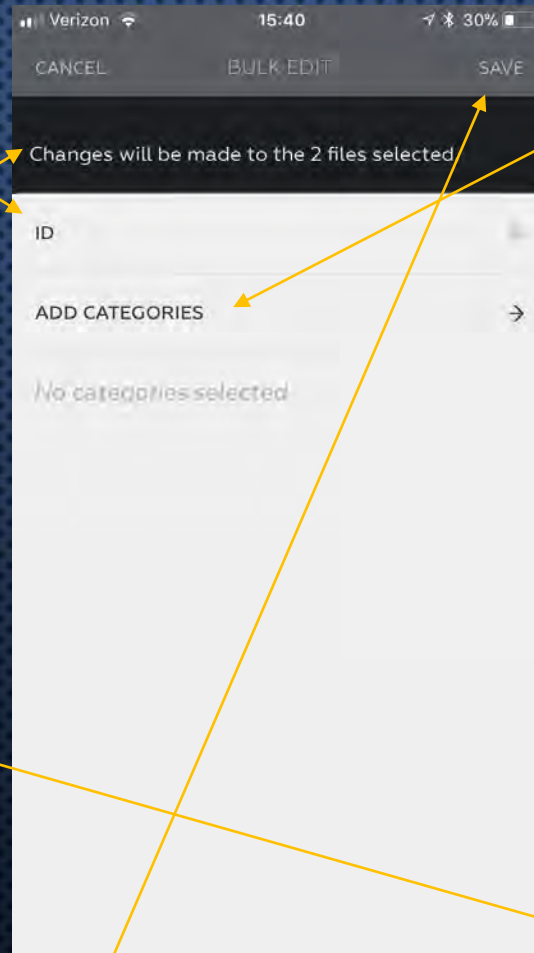 Verizon 15:40 30%
CANCEL BULK EDIT SAVE
Changes will be made to the 2 files selected
ID
ADD CATEGORIES
No categories selected